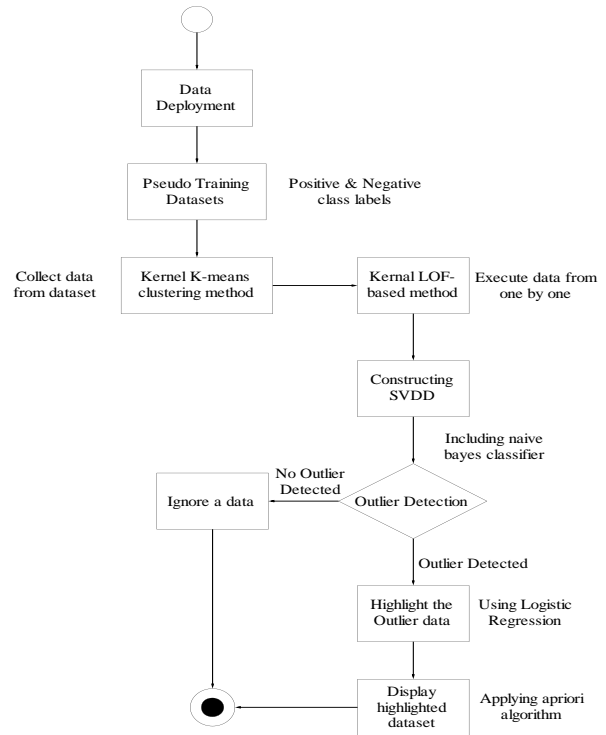 Data
Deployment
Pseudo Training
Datasets
Positive & Negative
class labels
Collect data
from dataset
Kernel K-means
clustering method
Kernal LOF-
based method
Execute data from
one by one
Constructing
SVDD
Including naive
bayes classifier
No Outlier
Detected
Ignore a data
Outlier Detection
Outlier Detected
Highlight the
Outlier data
Using Logistic
Regression
Display
highlighted
dataset
Applying apriori
algorithm